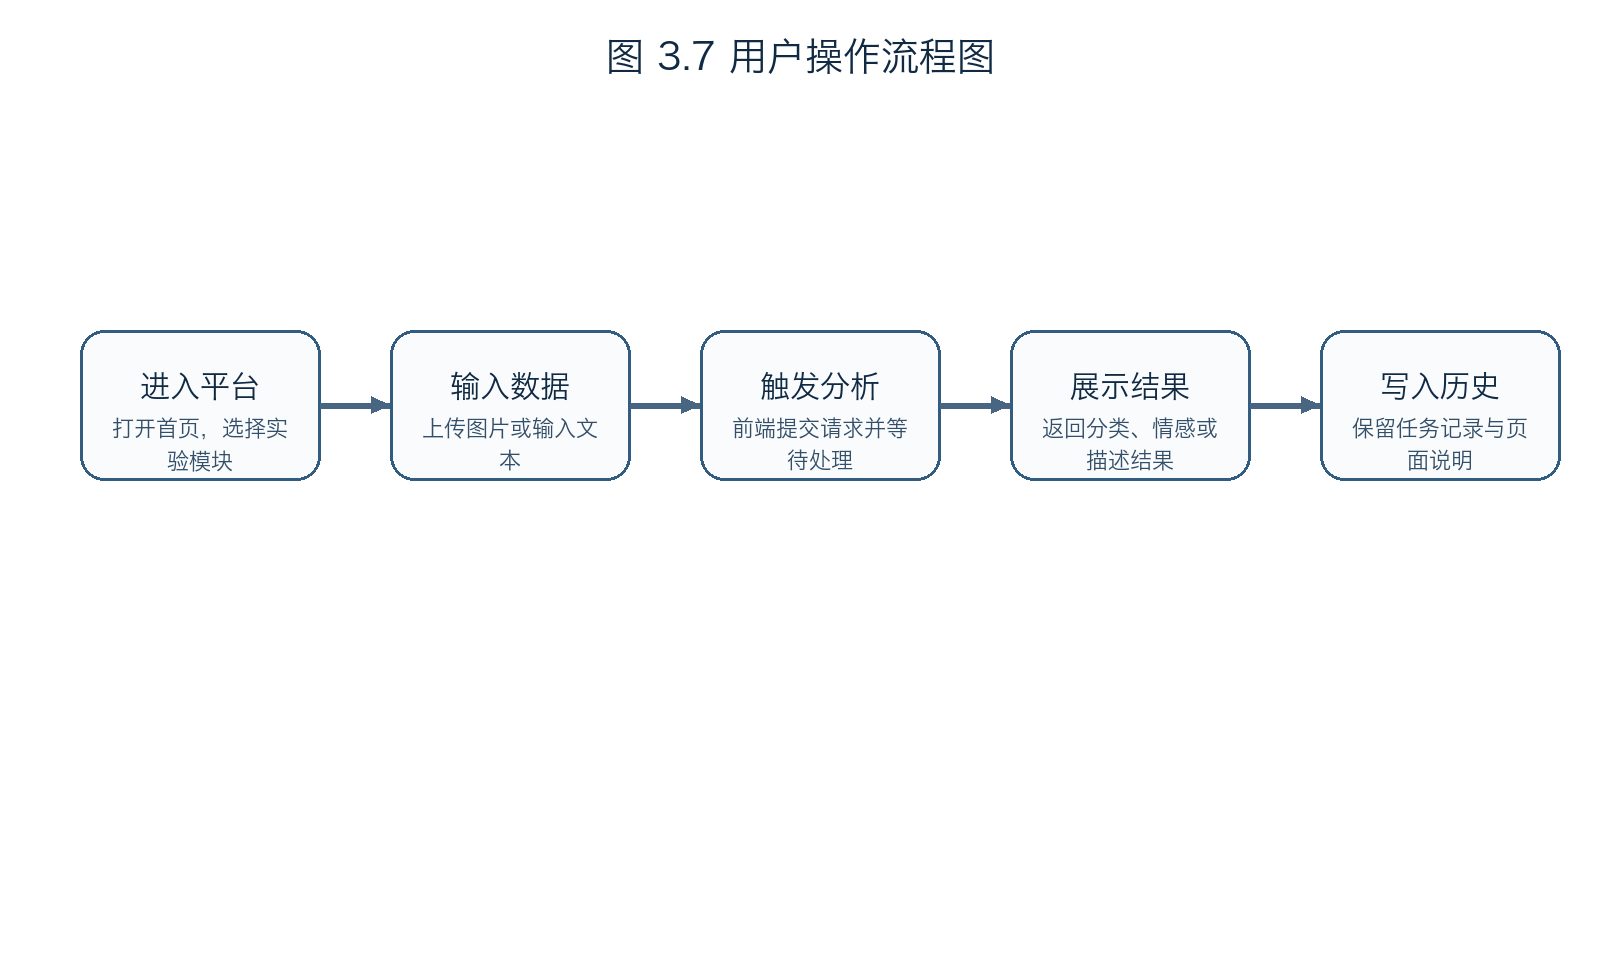 图 3.7 用户操作流程图
进入平台
打开首页，选择实
验模块
输入数据
上传图片或输入文
本
触发分析
前端提交请求并等
待处理
展示结果
返回分类、情感或
描述结果
写入历史
保留任务记录与页
面说明